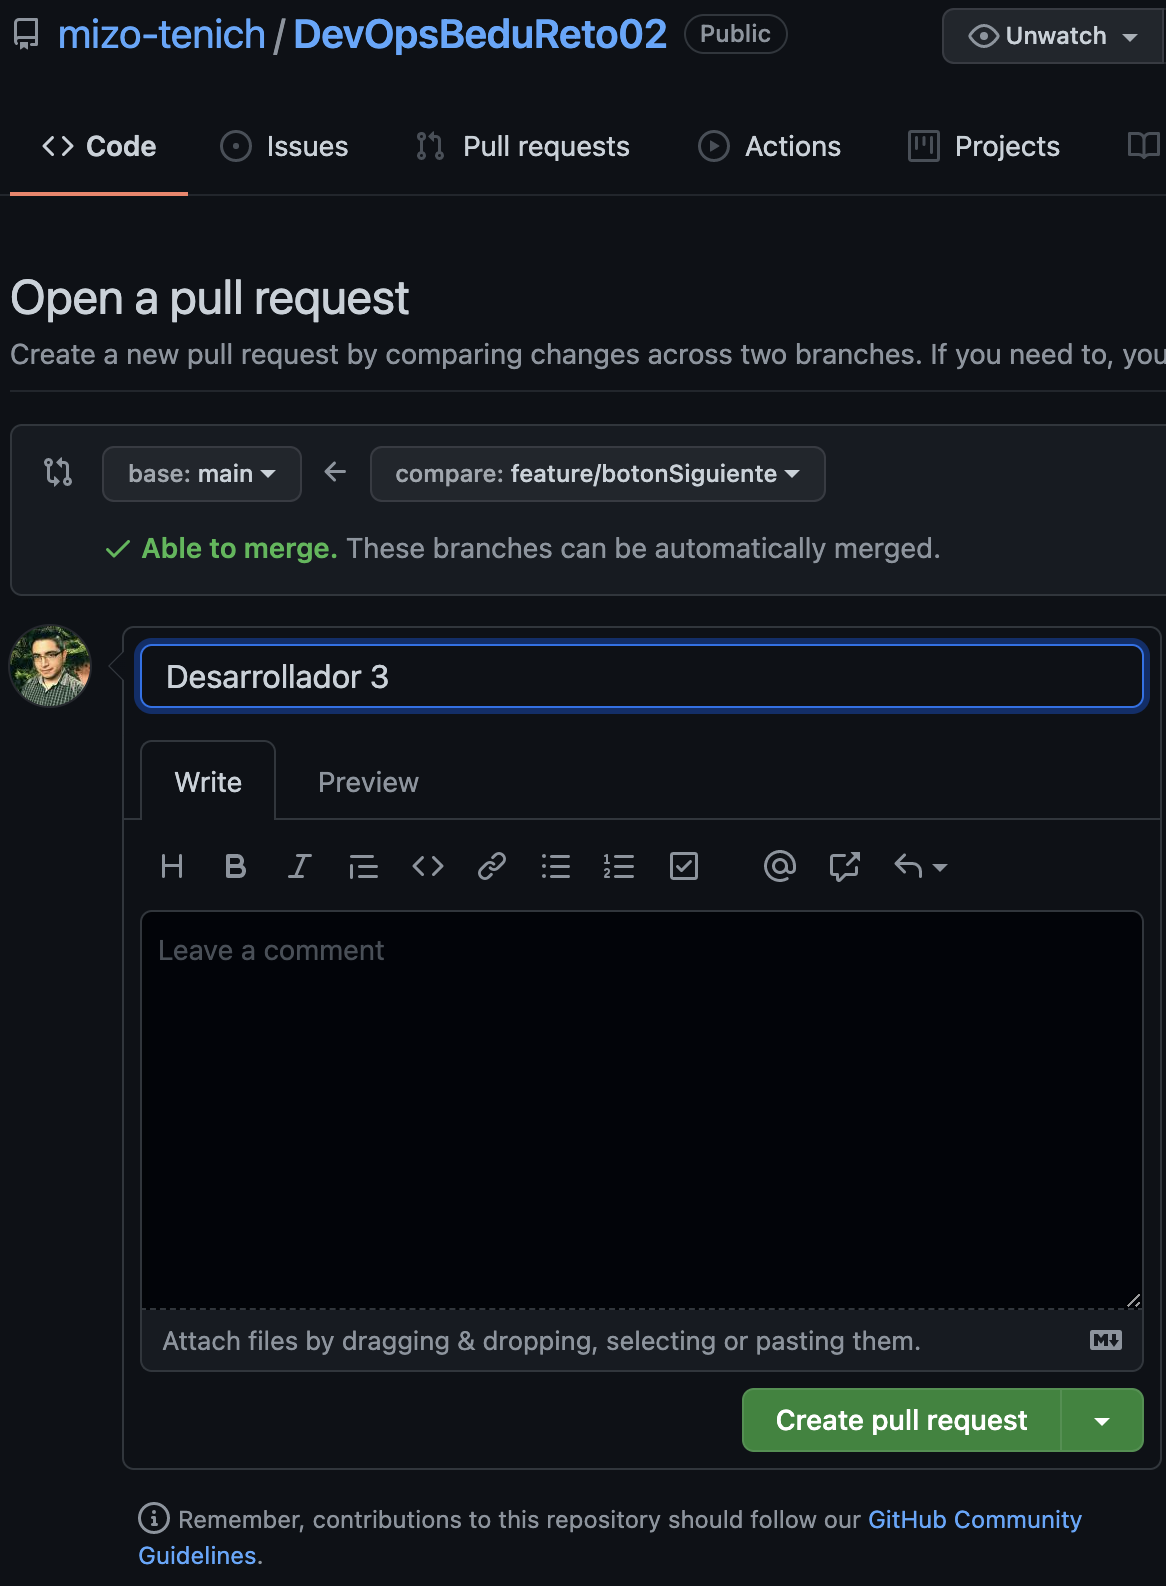 mizo-tenich / DevOpsBeduReto02 Public Unwatch
Code Issues Pull requests Actions Projects
Open a pull request
Create a new pull request by comparing changes across two branches. If you need to, you
base: main compare: feature/botonSiguiente
Able to merge. These branches can be automatically merged.
Desarrollador 3
Write Preview
Leave a comment
Attach files by dragging & dropping, selecting or pasting them.
Create pull request
Remember, contributions to this repository should follow our GitHub Community
Guidelines.